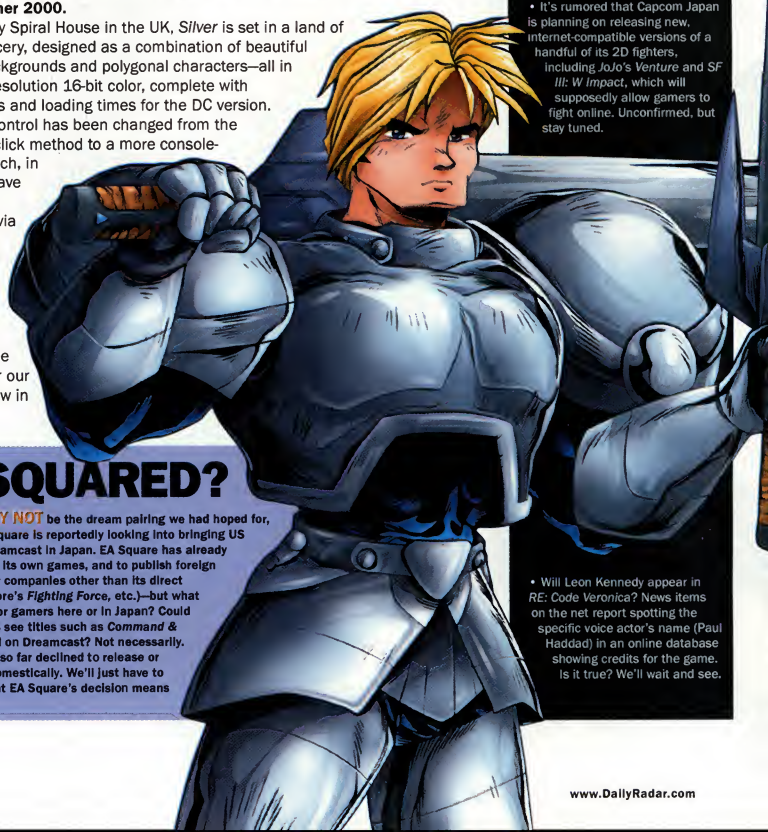 ner 2000.
y Spiral House in the UK, Silver is set in a land of
cery, designed as a combination of beautiful
ckgrounds and polygonal characters—all in
esolution 16-bit color, complete with
s and loading times for the DC version.
ontrol has been changed from the
lick method to a more console-
ch, in
ave
via
e
r our
w in
SQUARED?
Y NOT be the dream pairing we had hoped for,
quare is reportedly looking into bringing US
amcast in Japan. EA Square has already
its own games, and to publish foreign
r companies other than its direct
ore's Fighting Force, etc.)—but what
or gamers here or in Japan? Could
see titles such as Command &
l on Dreamcast? Not necessarily.
so far declined to release or
omestically. We'll just have to
t EA Square's decision means
• It's rumored that Capcom Japan
is planning on releasing new,
internet-compatible versions of a
handful of its 2D fighters,
including JoJo's Venture and SF
III: W Impact, which will
supposedly allow gamers to
fight online. Unconfirmed, but
stay tuned.
• Will Leon Kennedy appear in
RE: Code Veronica? News items
on the net report spotting the
specific voice actor's name (Paul
Haddad) in an online database
showing credits for the game.
Is it true? We'll wait and see.
www.DailyRadar.com